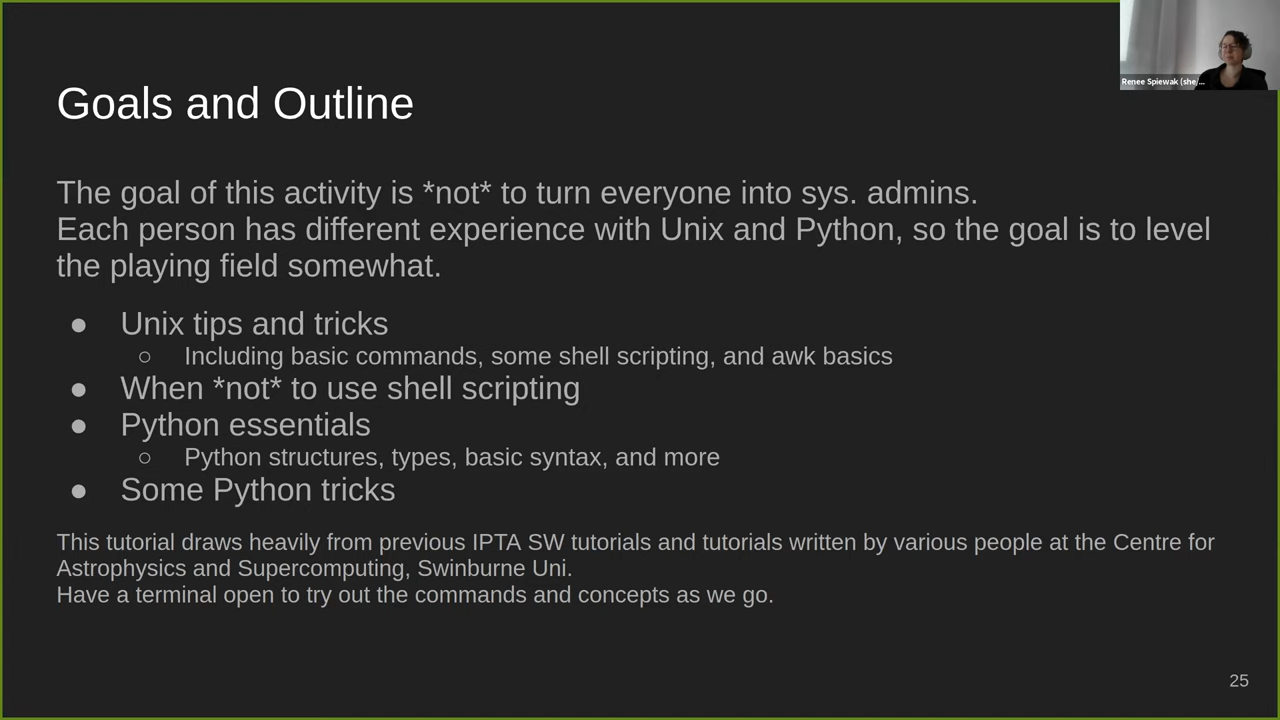 Renee Spiewak (she/...
Goals and Outline
The goal of this activity is *not* to turn everyone into sys. admins.
Each person has different experience with Unix and Python, so the goal is to level
the playing field somewhat.
● Unix tips and tricks
○ Including basic commands, some shell scripting, and awk basics
● When *not* to use shell scripting
● Python essentials
○ Python structures, types, basic syntax, and more
● Some Python tricks
This tutorial draws heavily from previous IPTA SW tutorials and tutorials written by various people at the Centre for
Astrophysics and Supercomputing, Swinburne Uni.
Have a terminal open to try out the commands and concepts as we go.
25